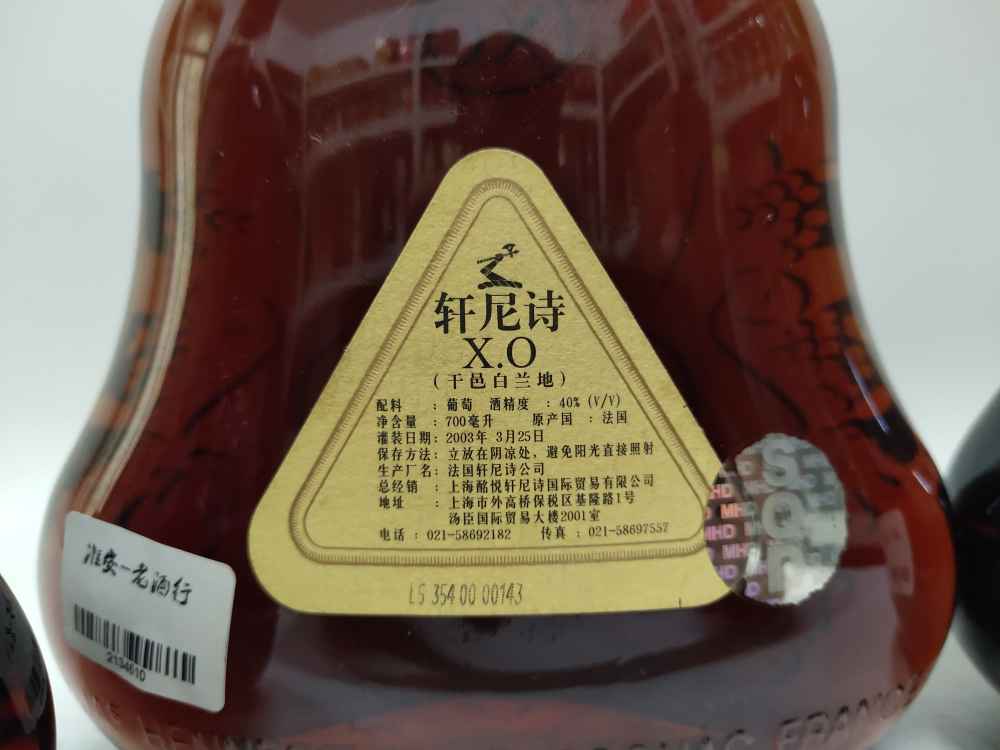 轩尼诗
X.O
(干邑白兰地)
配料 : 葡萄 酒精度 : 40% (V/V)
净含量 : 700毫升 原产国 : 法国
灌装日期: 2003年 3月25日
保存方法: 立放在阴凉处，避免阳光直接照射
生产厂名: 法国轩尼诗公司
总经销 : 上海酩悦轩尼诗国际贸易有限公司
地址 : 上海市外高桥保税区基隆路1号
汤臣国际贸易大楼2001室
电话 : 021-58692182 传真 : 021-58697557
L5 354 00 00143
淮安一老酒行
2134610
MHD
MHD
MHD